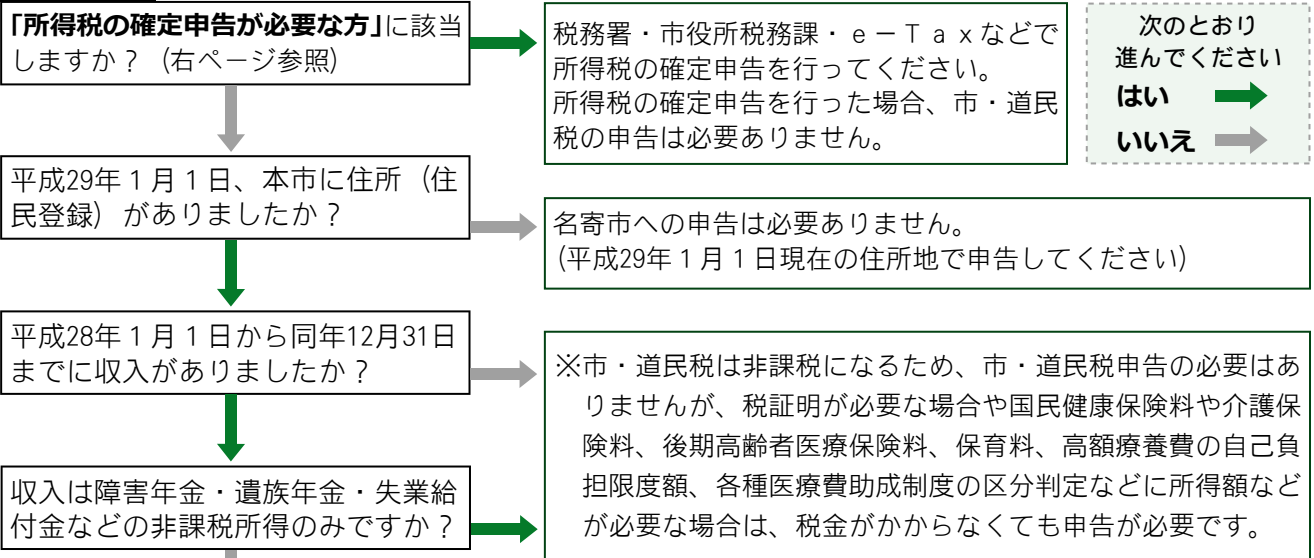 「所得税の確定申告が必要な方」に該当
しますか？（右ページ参照）
税務署・市役所税務課・ｅ－Ｔａｘなどで
所得税の確定申告を行ってください。
所得税の確定申告を行った場合、市・道民
税の申告は必要ありません。
次のとおり
進んでください
はい
いいえ
平成29年１月１日、本市に住所（住
民登録）がありましたか？
名寄市への申告は必要ありません。
(平成29年１月１日現在の住所地で申告してください)
平成28年１月１日から同年12月31日
までに収入がありましたか？
※市・道民税は非課税になるため、市・道民税申告の必要はあ
りませんが、税証明が必要な場合や国民健康保険料や介護保
険料、後期高齢者医療保険料、保育料、高額療養費の自己負
担限度額、各種医療費助成制度の区分判定などに所得額など
が必要な場合は、税金がかからなくても申告が必要です。
収入は障害年金・遺族年金・失業給
付金などの非課税所得のみですか？